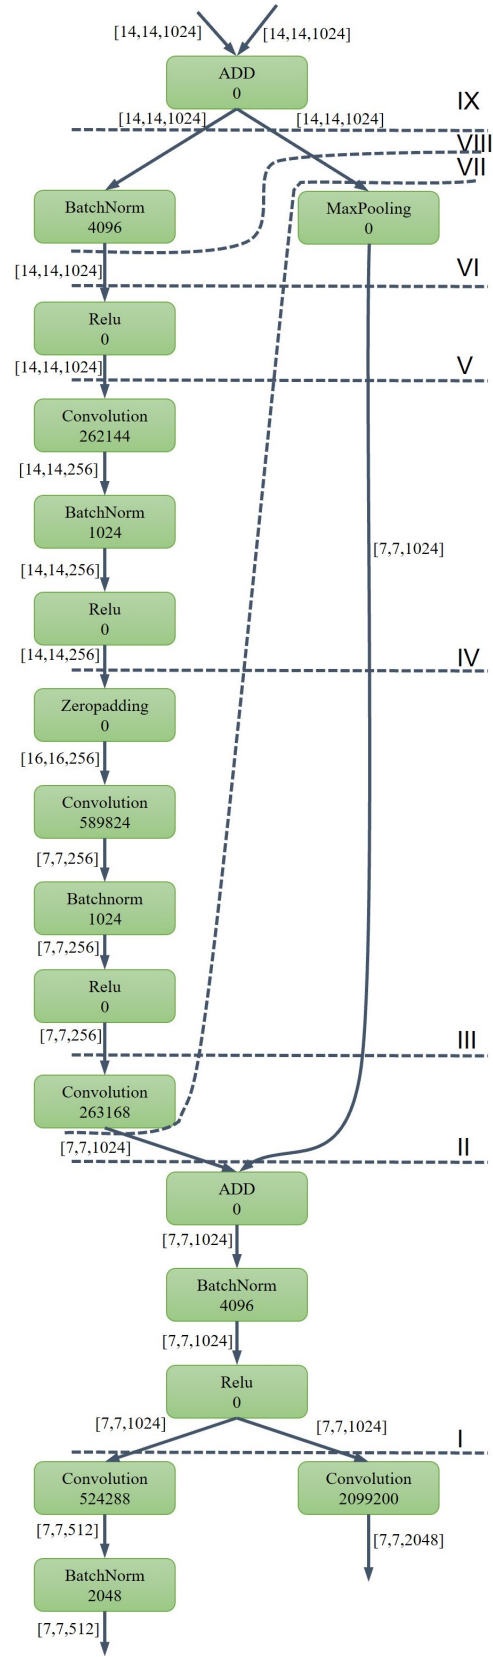 [14,14,1024]
[14,14,1024]
ADD
0
IX
[14,14,1024]
[14,14,1024]
VIII
VII
BatchNorm
4096
MaxPooling
0
[14,14,1024]
VI
Relu
0
[14,14,1024]
V
Convolution
262144
[14,14,256]
BatchNorm
1024
[7,7,1024]
[14,14,256]
Relu
0
[14,14,256]
IV
Zeropadding
0
[16,16,256]
Convolution
589824
[7,7,256]
Batchnorm
1024
[7,7,256]
Relu
0
[7,7,256]
III
Convolution
263168
[7,7,1024]
II
ADD
0
[7,7,1024]
BatchNorm
4096
[7,7,1024]
Relu
0
[7,7,1024]
[7,7,1024]
I
Convolution
524288
Convolution
2099200
[7,7,512]
[7,7,2048]
BatchNorm
2048
[7,7,512]